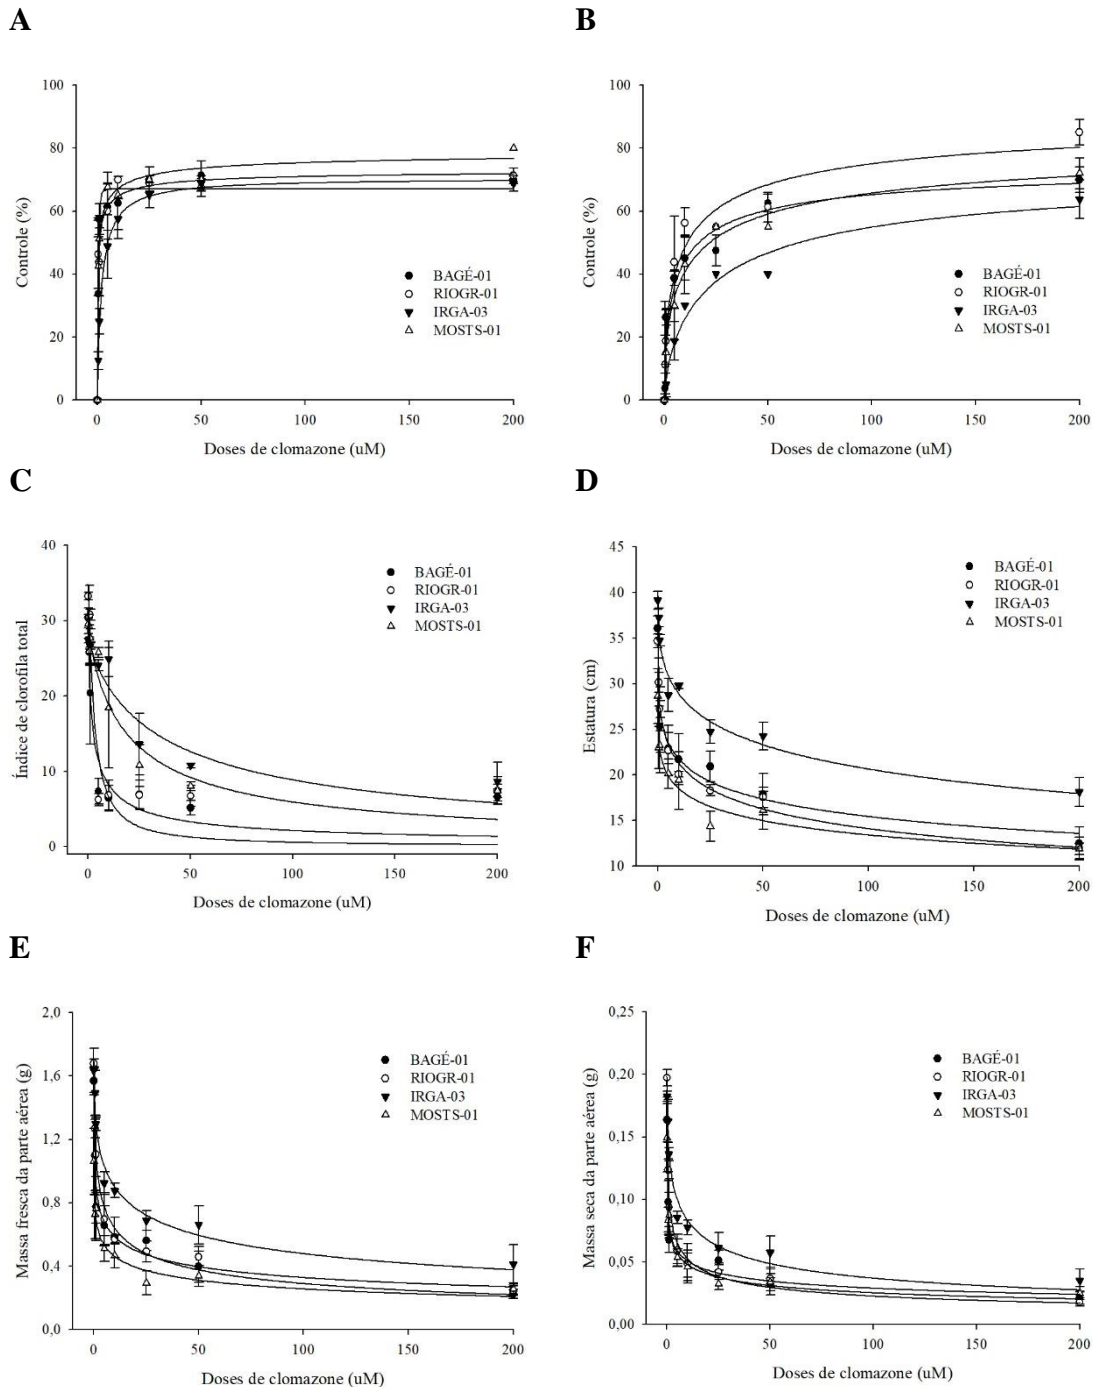 A
B
100
80
60
40
20
0
Controle (%)
BAGÉ-01
RIOGR-01
IRGA-03
MOSTS-01
0
50
100
150
200
Doses de clomazone (uM)
100
80
60
40
20
0
Controle (%)
BAGÉ-01
RIOGR-01
IRGA-03
MOSTS-01
0
50
100
150
200
Doses de clomazone (uM)
C
D
40
30
20
10
0
Índice de clorofila total
BAGÉ-01
RIOGR-01
IRGA-03
MOSTS-01
0
50
100
150
200
Doses de clomazone (uM)
45
40
35
30
25
20
15
10
Estatura (cm)
BAGÉ-01
RIOGR-01
IRGA-03
MOSTS-01
0
50
100
150
200
Doses de clomazone (uM)
E
F
2,0
1,6
1,2
0,8
0,4
0,0
Massa fresca da parte aérea (g)
BAGÉ-01
RIOGR-01
IRGA-03
MOSTS-01
0
50
100
150
200
Doses de clomazone (uM)
0,25
0,20
0,15
0,10
0,05
0,00
Massa seca da parte aérea (g)
BAGÉ-01
RIOGR-01
IRGA-03
MOSTS-01
0
50
100
150
200
Doses de clomazone (uM)